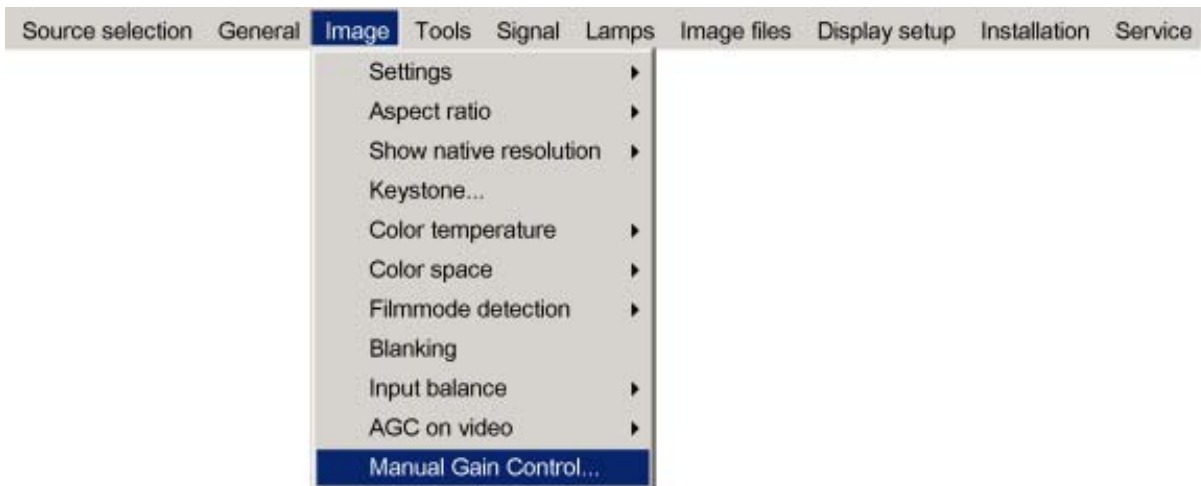 Source selection General Image Tools Signal Lamps Image files Display setup Installation Service
Settings
Aspect ratio
Show native resolution
Keystone...
Color temperature
Color space
Filmmode detection
Blanking
Input balance
AGC on video
Manual Gain Control...